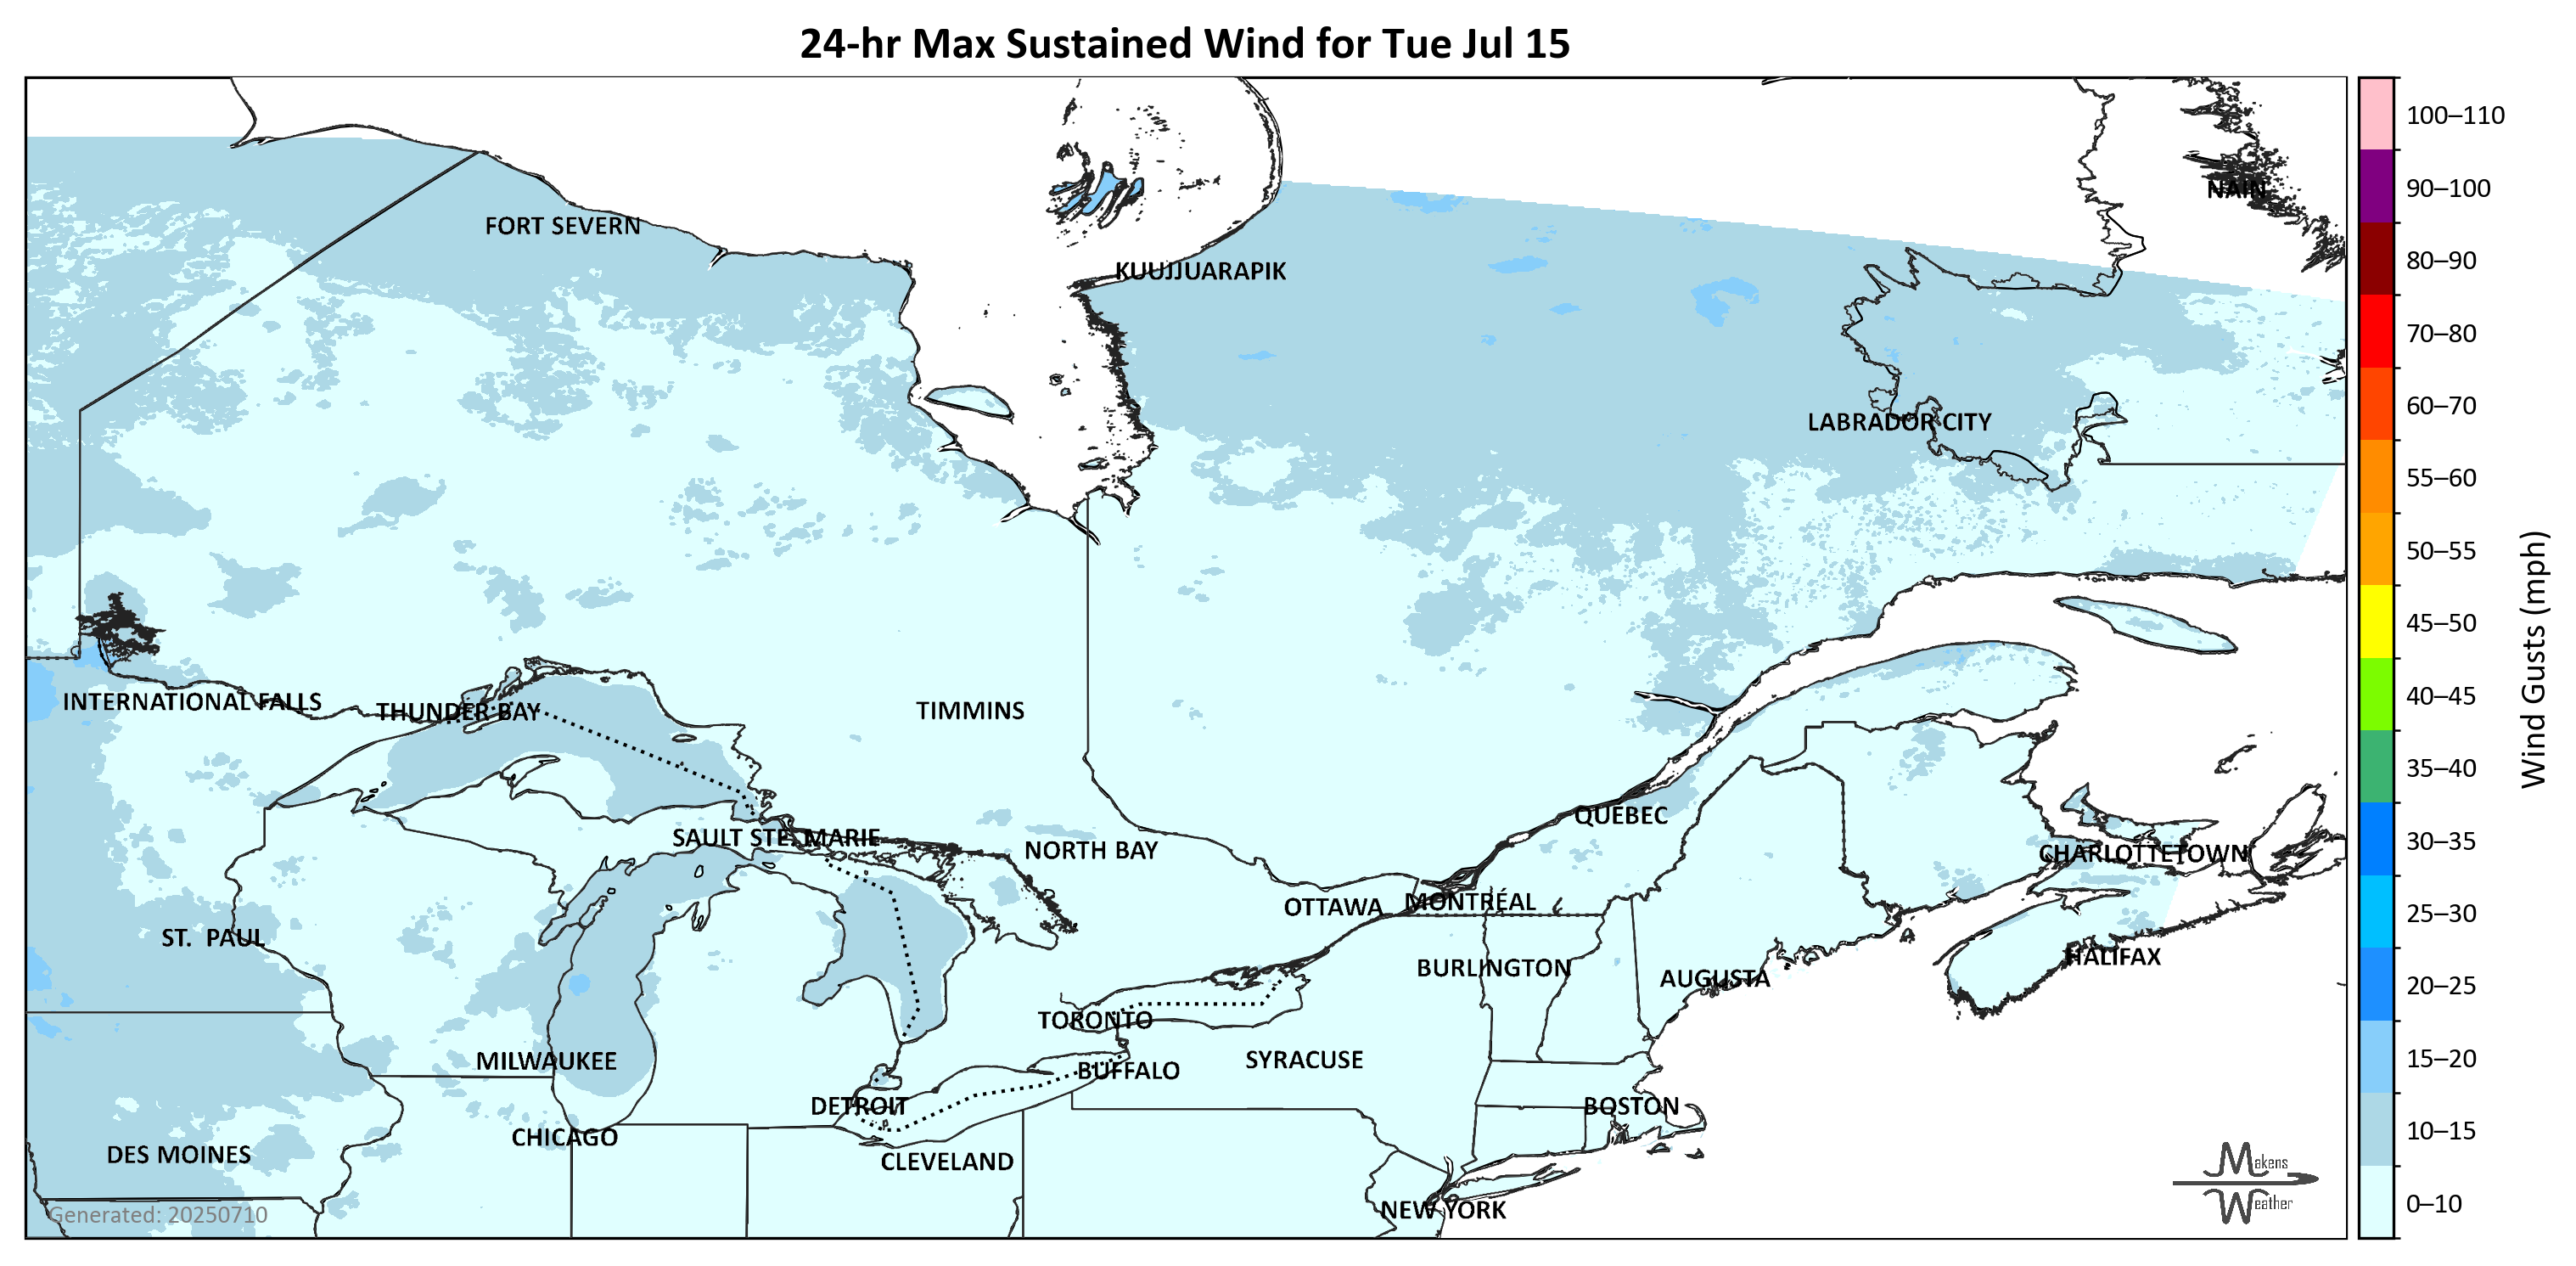 24-hr Max Sustained Wind for Tue Jul 15
100–110
90–100
NAIN
FORT SEVERN
80–90
KUUJJUARAPIK
70–80
60–70
LABRADOR CITY
55–60
50–55
45–50
Wind Gusts (mph)
40–45
INTERNATIONAL FALLS
THUNDER BAY
TIMMINS
35–40
QUEBEC
SAULT STE. MARIE
30–35
NORTH BAY
CHARLOTTETOWN
OTTAWA
MONTRÉAL
25–30
ST. PAUL
HALIFAX
BURLINGTON
AUGUSTA
20–25
TORONTO
MILWAUKEE
SYRACUSE
15–20
BUFFALO
DETROIT
BOSTON
CHICAGO
10–15
DES MOINES
CLEVELAND
Makens
Weather
0–10
NEW YORK
Generated: 20250710